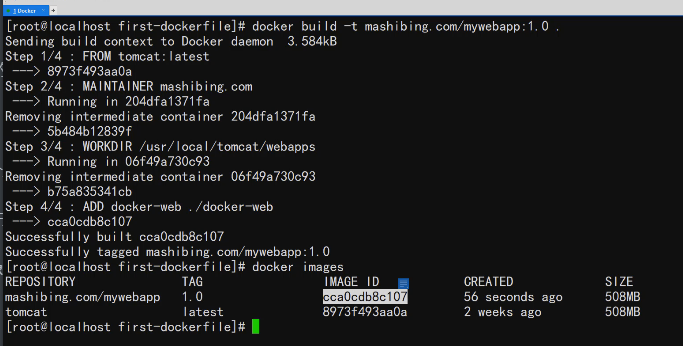 1 Docker
[root@localhost first-dockerfile]# docker build -t mashibing.com/mywebapp:1.0 .
Sending build context to Docker daemon  3.584kB
Step 1/4 : FROM tomcat:latest
 ---> 8973f493aa0a
Step 2/4 : MAINTAINER mashibing.com
 ---> Running in 204dfa1371fa
Removing intermediate container 204dfa1371fa
 ---> 5b484b12839f
Step 3/4 : WORKDIR /usr/local/tomcat/webapps
 ---> Running in 06f49a730c93
Removing intermediate container 06f49a730c93
 ---> b75a835341cb
Step 4/4 : ADD docker-web ./docker-web
 ---> cca0cdb8c107
Successfully built cca0cdb8c107
Successfully tagged mashibing.com/mywebapp:1.0
[root@localhost first-dockerfile]# docker images
REPOSITORY TAG IMAGE ID CREATED SIZE
mashibing.com/mywebapp 1.0 cca0cdb8c107 56 seconds ago 508MB
tomcat latest 8973f493aa0a 2 weeks ago 508MB
[root@localhost first-dockerfile]#